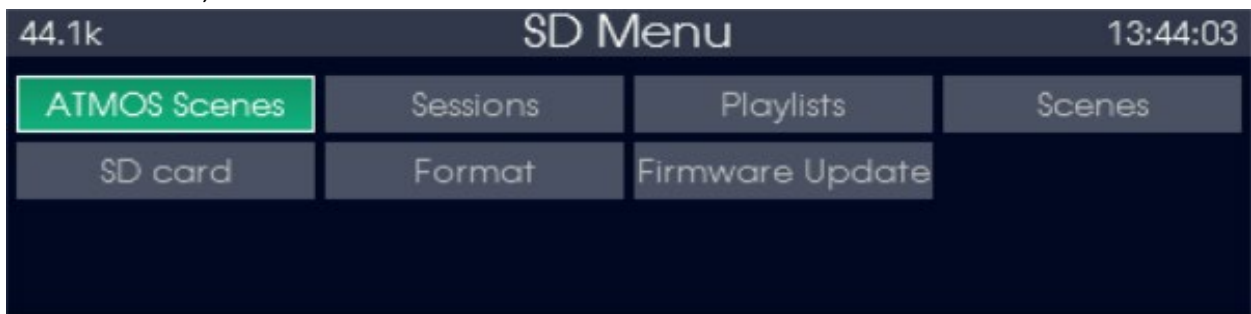 44.1k SD Menu 13:44:03
ATMOS Scenes Sessions Playlists Scenes
SD card Format Firmware Update